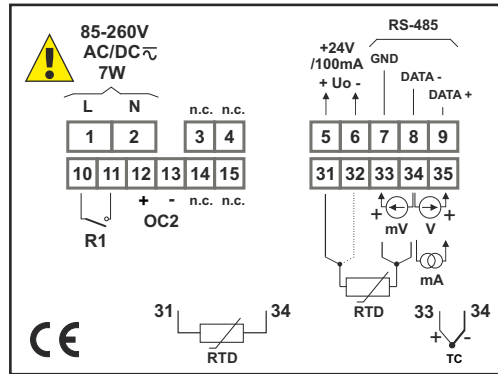 85-260V
AC/DC
7W
L N
n.c. n.c.
1 2 3 4
10 11 12 13 14 15
+ - n.c. n.c.
OC2
R1
RS-485
+24V
/100mA
+ Uo -
GND
DATA -
DATA +
5 6 7 8 9
31 32 33 34 35
+ +
mV V
mA
RTD
31 34
RTD
33 34
+ -
TC
CE